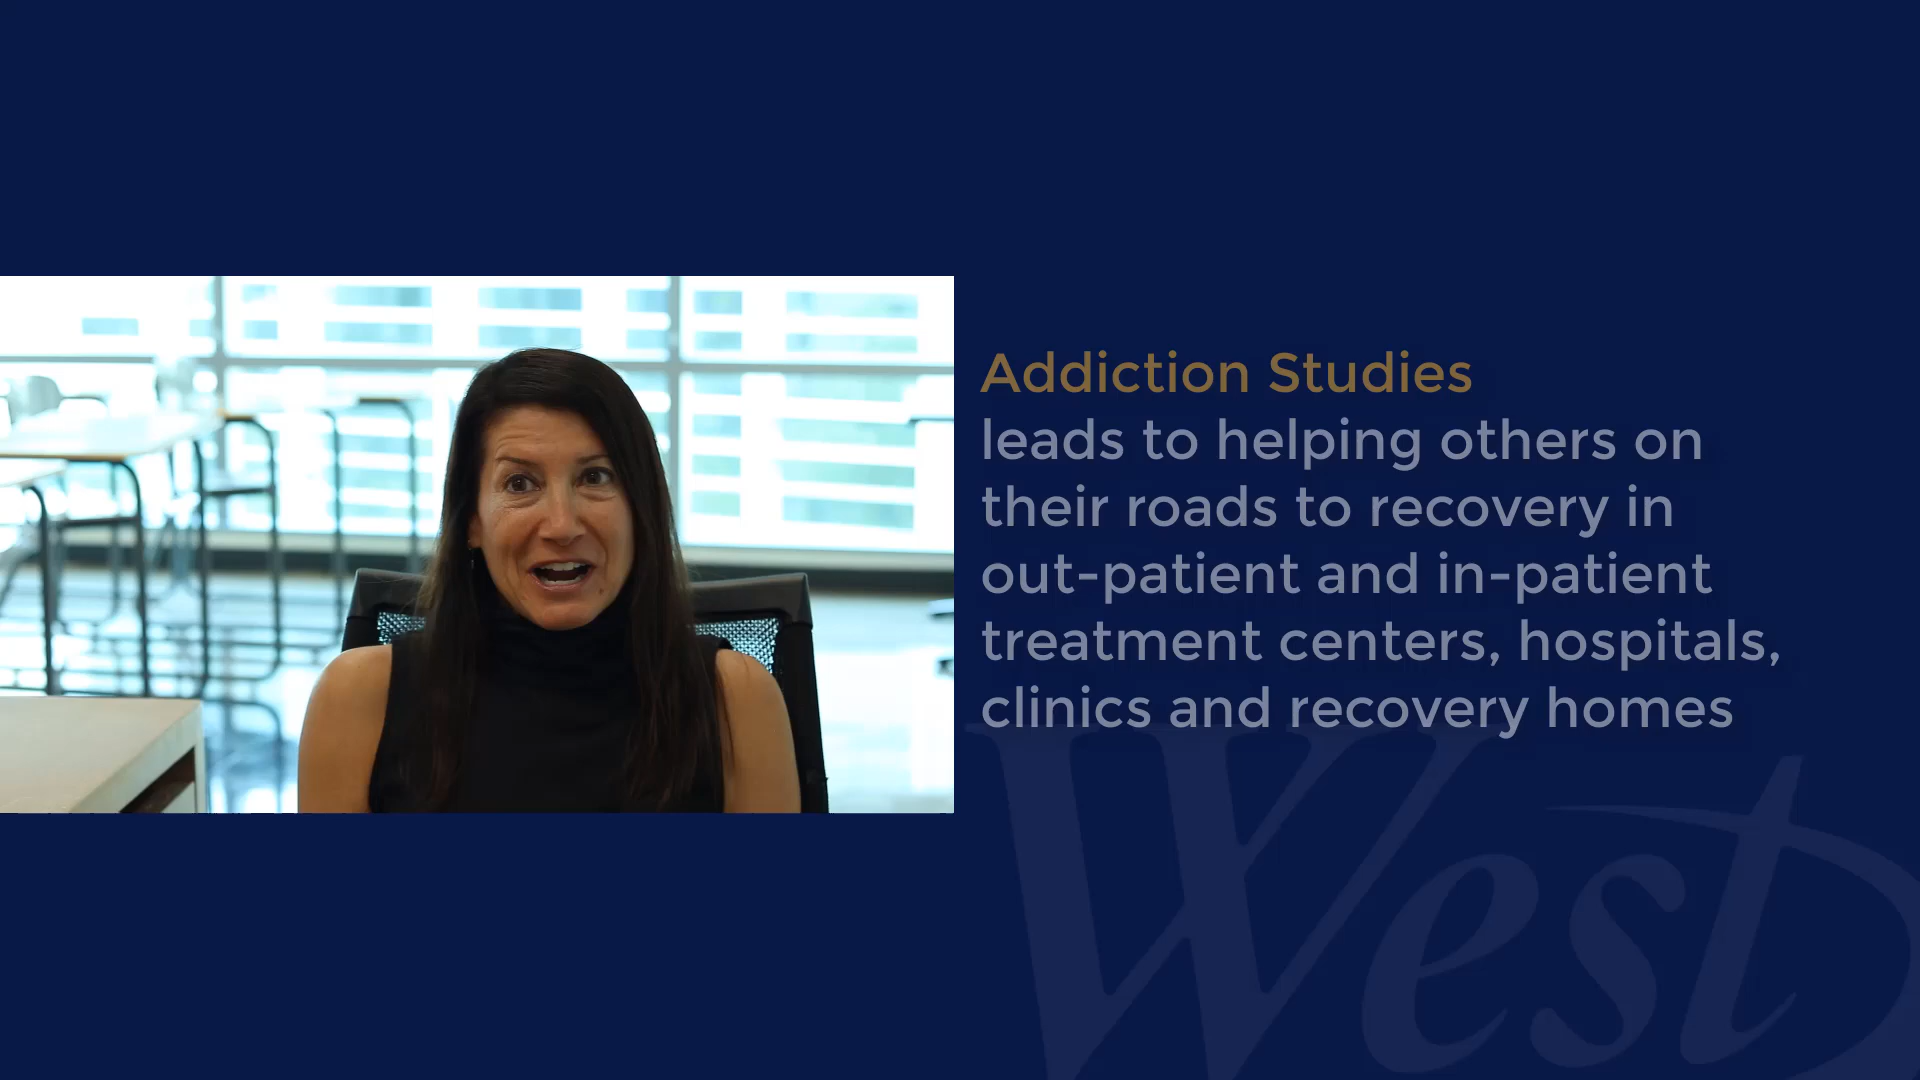 Addiction Studies
leads to helping others on
their roads to recovery in
out-patient and in-patient
treatment centers, hospitals,
clinics and recovery homes
West